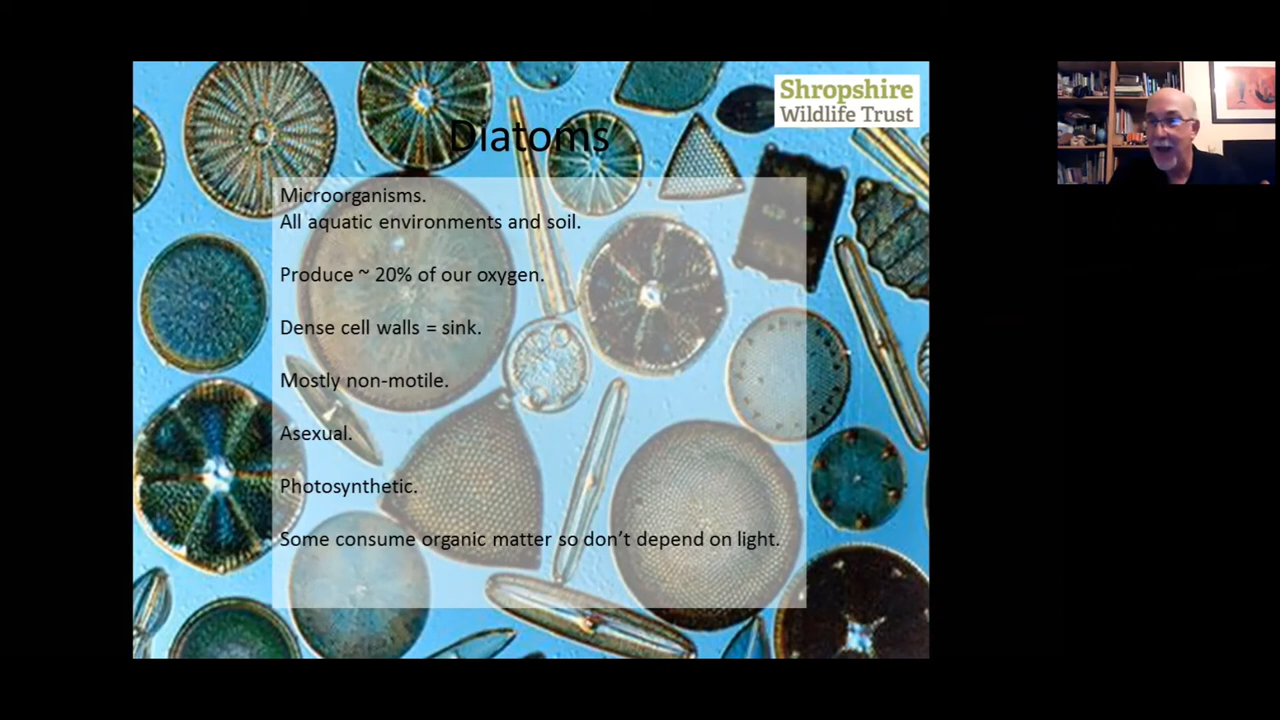 Shropshire
Wildlife Trust
Diatoms
Microorganisms.
All aquatic environments and soil.
Produce ~ 20% of our oxygen.
Dense cell walls = sink.
Mostly non-motile.
Asexual.
Photosynthetic.
Some consume organic matter so don’t depend on light.